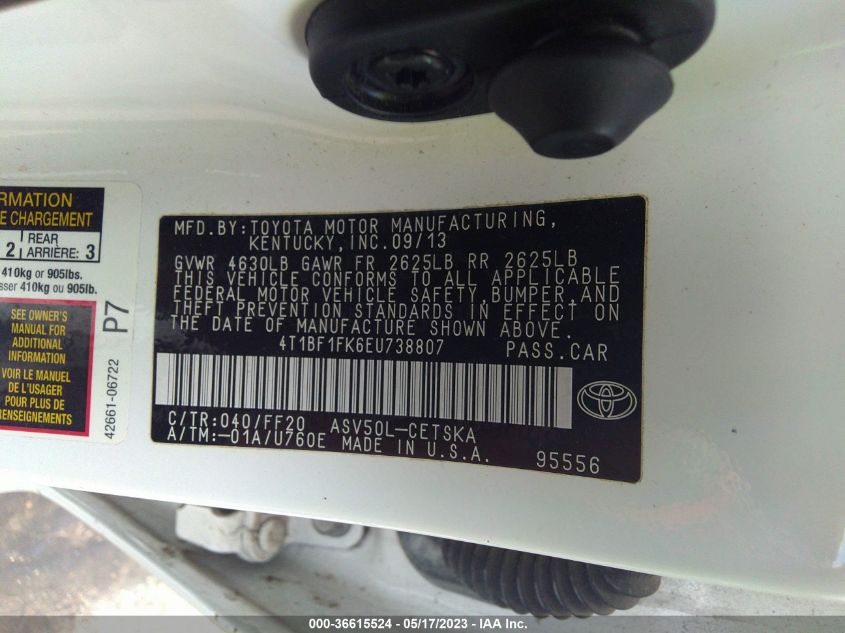 RMATION
E CHARGEMENT
2 REAR ARRIÈRE: 3
410kg or 905lbs.
sser 410kg ou 905lb.
SEE OWNER'S
MANUAL FOR
ADDITIONAL
INFORMATION
VOIR LE MANUEL
DE L'USAGER
POUR PLUS DE
RENSEIGNEMENTS
P7
42661-06722
MFD.BY:TOYOTA MOTOR MANUFACTURING,
KENTUCKY,INC.09/13
GVWR 4630LB GAWR FR 2625LB RR 2625LB
THIS VEHICLE CONFORMS TO ALL APPLICABLE
FEDERAL MOTOR VEHICLE SAFETY,BUMPER,AND
THEFT PREVENTION STANDARDS IN EFFECT ON
THE DATE OF MANUFACTURE SHOWN ABOVE.
4T1BF1FK6EU738807 PASS.CAR
C/TR:040/FF20 ASV50L-CETSKA
A/TM:-01A/U760E MADE IN U.S.A. 95556
000-36615524 / 05/17/2023 / IAA Inc.